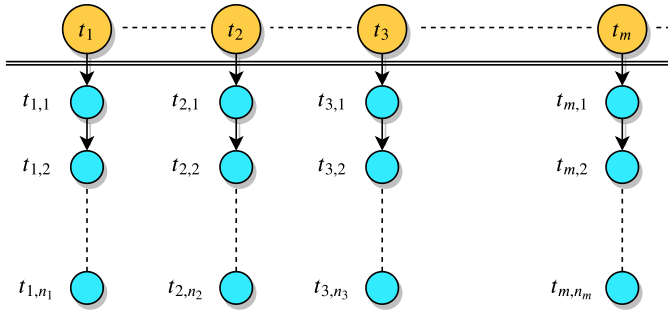 t₁ t₂ t₃ tₘ
t₁,₁ t₂,₁ t₃,₁ tₘ,₁
t₁,₂ t₂,₂ t₃,₂ tₘ,₂
t₁,ₙ₁ t₂,ₙ₂ t₃,ₙ₃ tₘ,ₙₘ